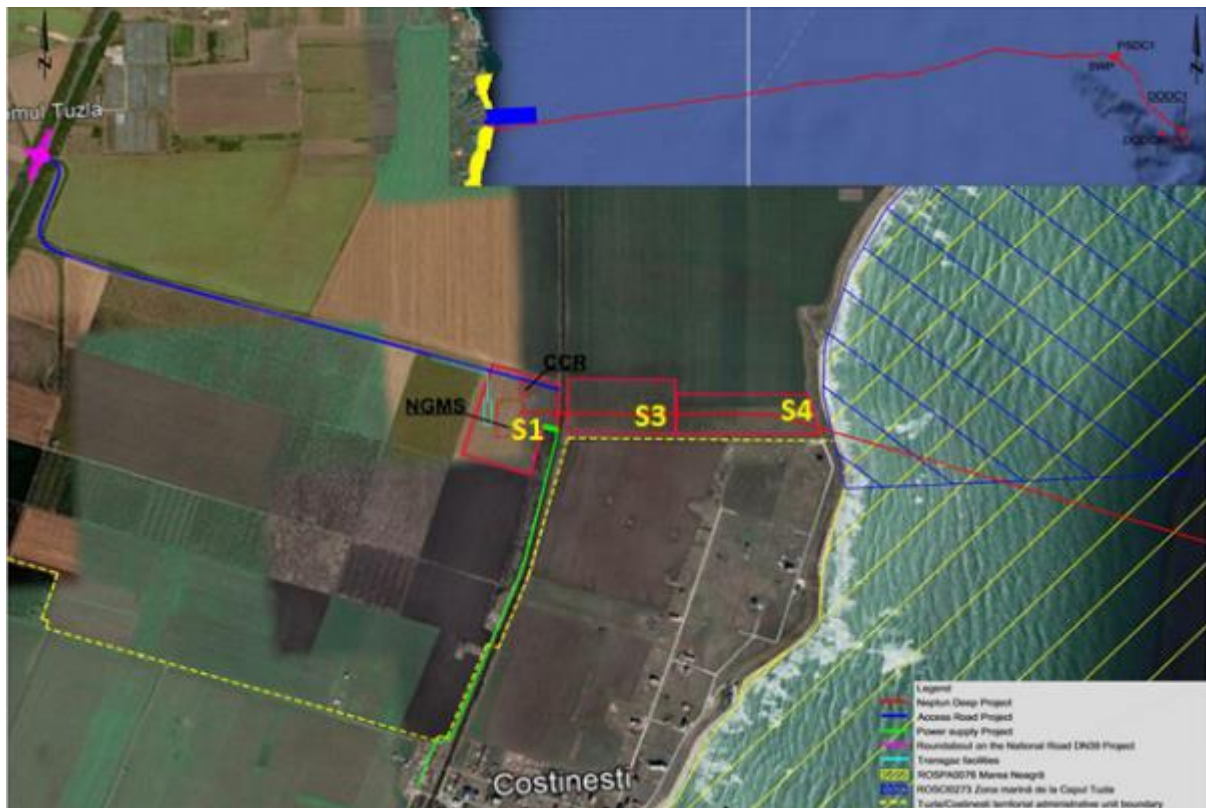 Z
mul Tuzla
PSDC1
SWP
DODC1
Z
CCR
NGMS
S1
S3
S4
Costinesti
Legend
Neptun Deep Project
Access Road Project
Power supply Project
Roundabout on the National Road DN39 Project
Transgaz facilities
ROSPA0076 Marea Neagră
ROSCI0273 Zona marină de la Capul Tuzla
Tuzla/Costinesti territorial administrative unit boundary